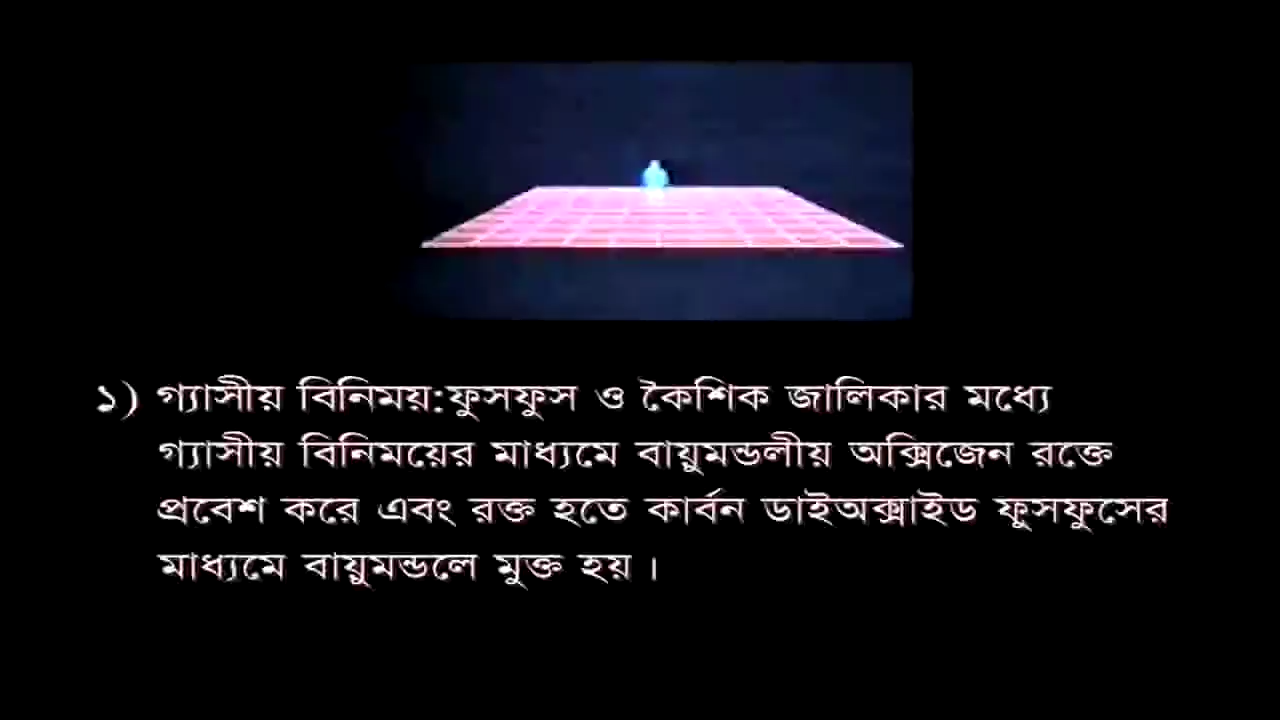 ১) গ্যাসীয় বিনিময়:ফুসফুস ও কৈশিক জালিকার মধ্যে
গ্যাসীয় বিনিময়ের মাধ্যমে বায়ুমন্ডলীয় অক্সিজেন রক্তে
প্রবেশ করে এবং রক্ত হতে কার্বন ডাইঅক্সাইড ফুসফুসের
মাধ্যমে বায়ুমন্ডলে মুক্ত হয় ।